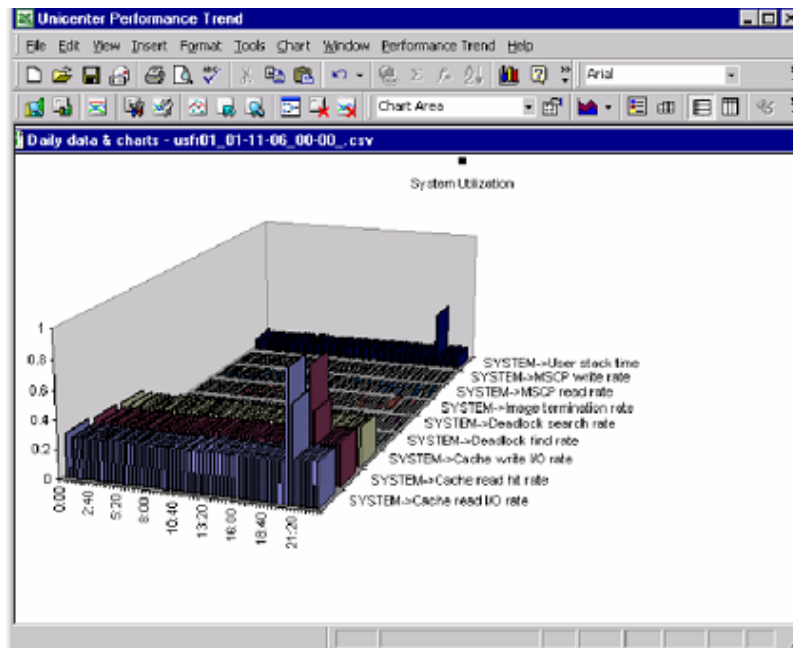 Unicenter Performance Trend
File Edit View Insert Format Tools Chart Window Performance Trend Help
Arial
Chart Area
Daily data & charts - usfr01_01-11-06_00-00_.csv
System Utilization
1
0.8
0.6
0.4
0.2
0
0:00
2:40
5:20
8:00
10:40
13:20
16:00
18:40
21:20
SYSTEM->User stack time
SYSTEM->MSCP write rate
SYSTEM->MSCP read rate
SYSTEM->Image termination rate
SYSTEM->Deadlock search rate
SYSTEM->Deadlock find rate
SYSTEM->Cache write I/O rate
SYSTEM->Cache read hit rate
SYSTEM->Cache read I/O rate